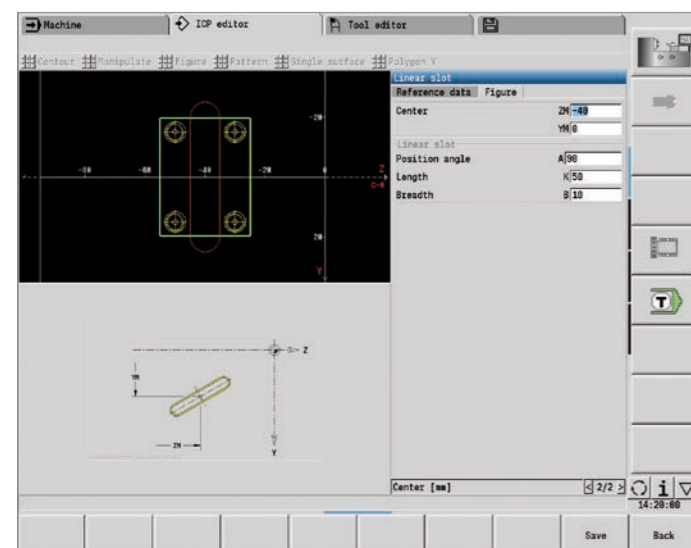 Machine ICP editor Tool editor
Contour Manipulate Figure Pattern Single surface Polygon Y
Linear slot
Reference data Figure
Center ZM -40
YM 0
Linear slot
Position angle A 90
Length K 50
Breadth B 10
-20
-60 -40 -20 Z
C-0
20
Y
Z
YM
ZM
Y
T
Center [mm] < 2/2 >
i
14:20:00
Save Back